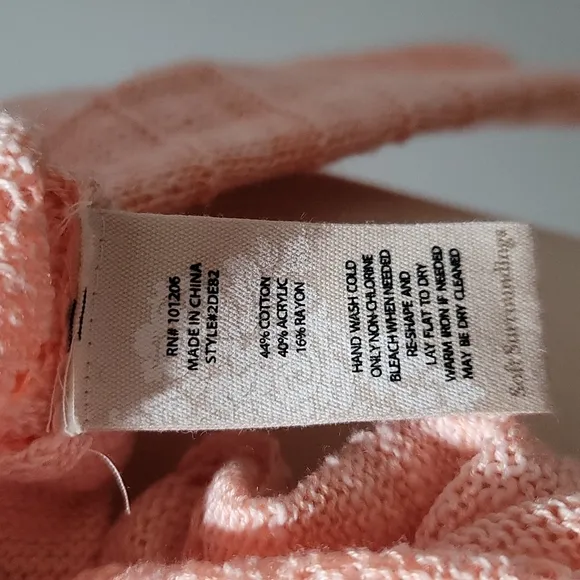 RN# 101206
MADE IN CHINA
STYLE#2DE82
44% COTTON
40% ACRYLIC
16% RAYON
HAND WASH COLD
ONLY NON-CHLORINE
BLEACH WHEN NEEDED
RE-SHAPE AND
LAY FLAT TO DRY
WARM IRON IF NEEDED
MAY BE DRY CLEANED
Soft Surroundings